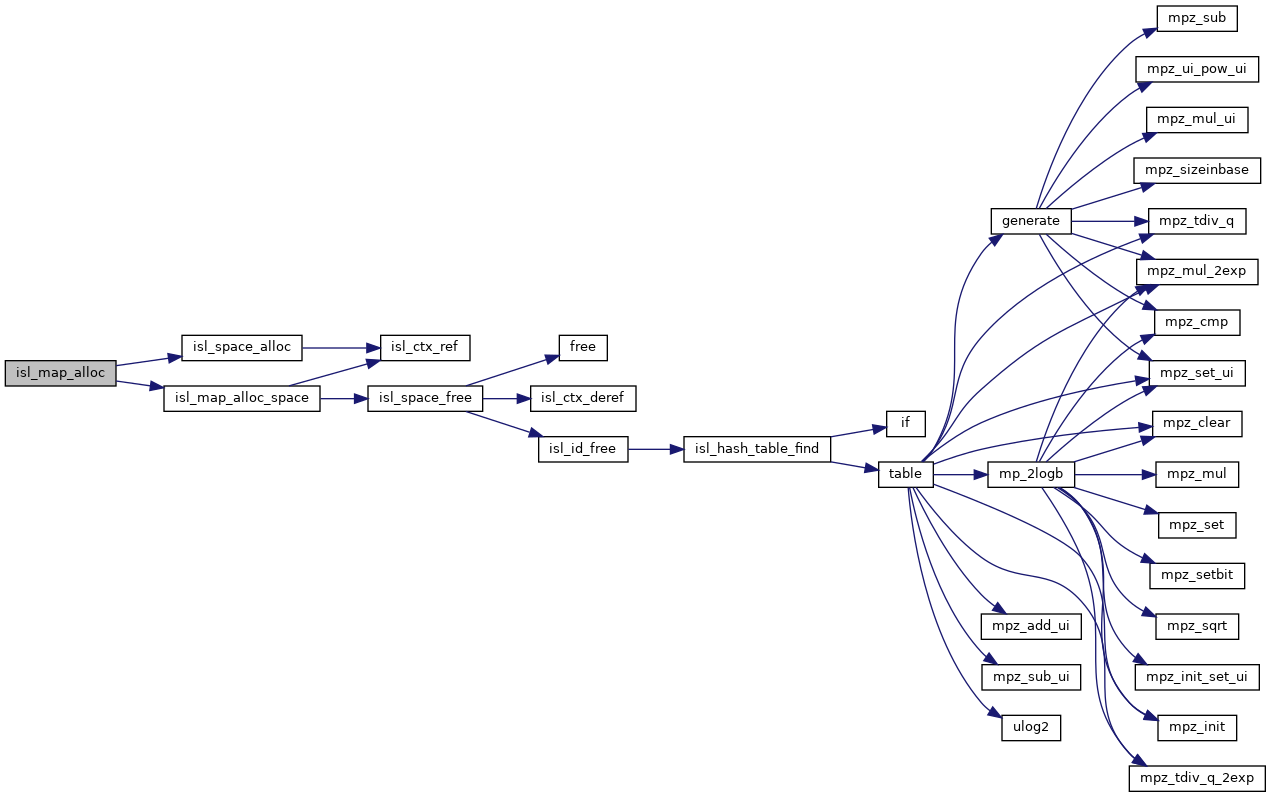 mpz_sub
mpz_ui_pow_ui
mpz_mul_ui
mpz_sizeinbase
generate
mpz_tdiv_q
mpz_mul_2exp
mpz_cmp
isl_space_alloc
isl_ctx_ref
free
isl_map_alloc
mpz_set_ui
isl_map_alloc_space
isl_space_free
isl_ctx_deref
if
mpz_clear
isl_id_free
isl_hash_table_find
table
mp_2logb
mpz_mul
mpz_set
mpz_setbit
mpz_add_ui
mpz_sqrt
mpz_sub_ui
mpz_init_set_ui
ulog2
mpz_init
mpz_tdiv_q_2exp